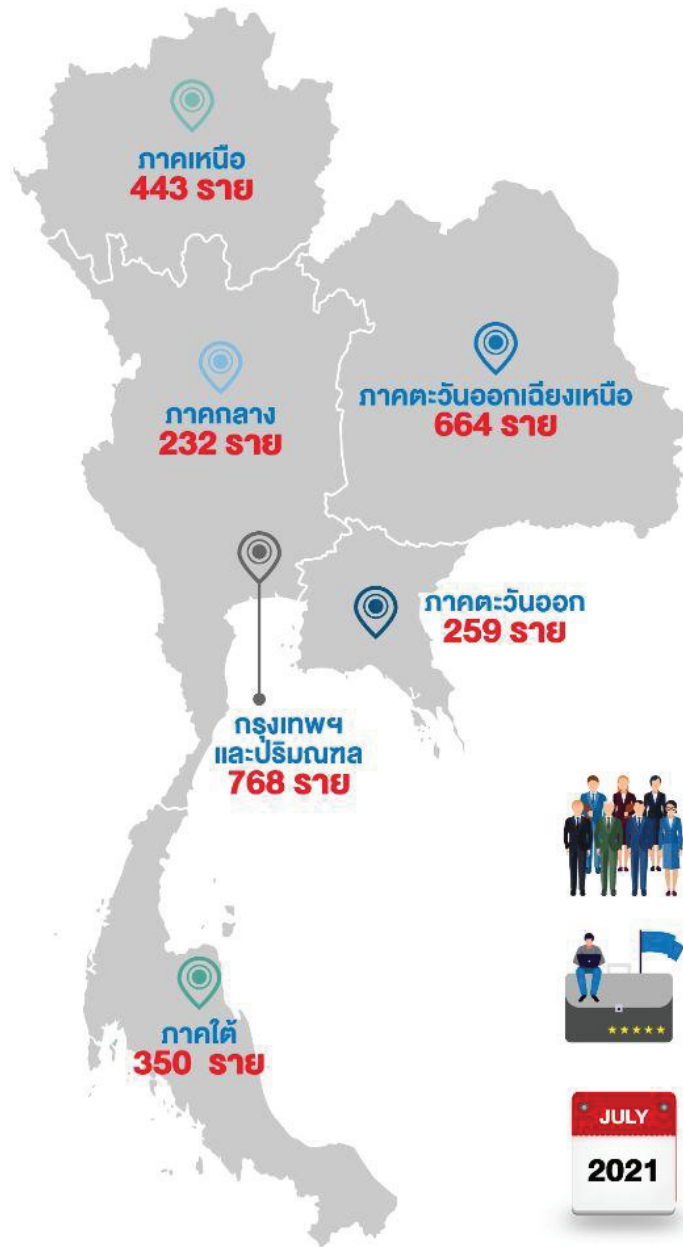 ภาคเหนือ
443 ราย
ภาคกลาง
232 ราย
ภาคตะวันออกเฉียงเหนือ
664 ราย
ภาคตะวันออก
259 ราย
กรุงเทพฯ
และปริมณฑล
768 ราย
ภาคใต้
350 ราย
JULY
2021